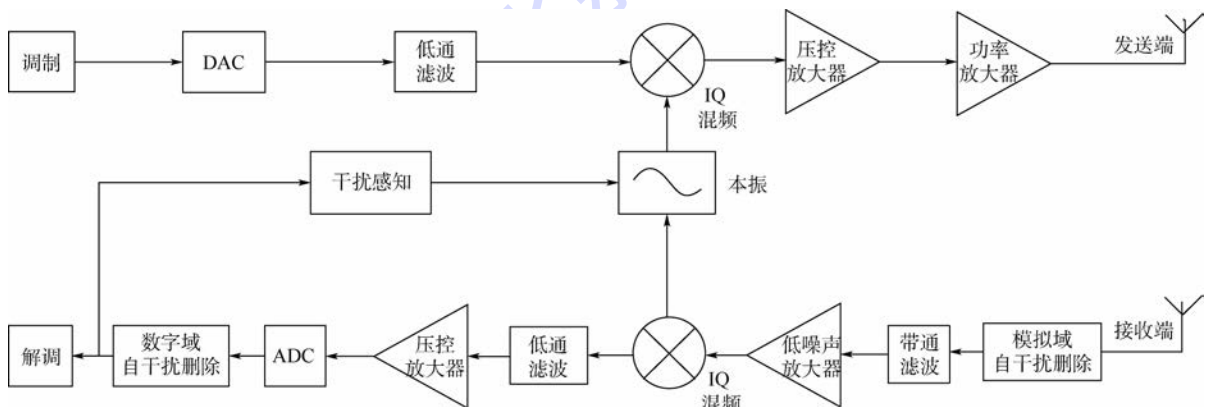 调制
DAC
低通
滤波
IQ
混频
压控
放大器
功率
放大器
发送端
干扰感知
本振
解调
数字域
自干扰删除
ADC
压控
放大器
低通
滤波
IQ
混频
低噪声
放大器
带通
滤波
模拟域
自干扰删除
接收端